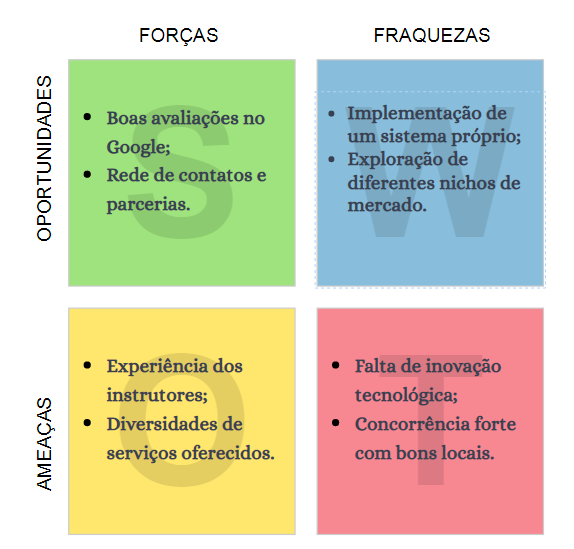 FORÇAS
FRAQUEZAS
OPORTUNIDADES
S
• Boas avaliações no
Google;
• Rede de contatos e
parcerias.
W
• Implementação de
um sistema próprio;
• Exploração de
diferentes nichos de
mercado.
AMEAÇAS
O
• Experiência dos
instrutores;
• Diversidades de
serviços oferecidos.
T
• Falta de inovação
tecnológica;
• Concorrência forte
com bons locais.